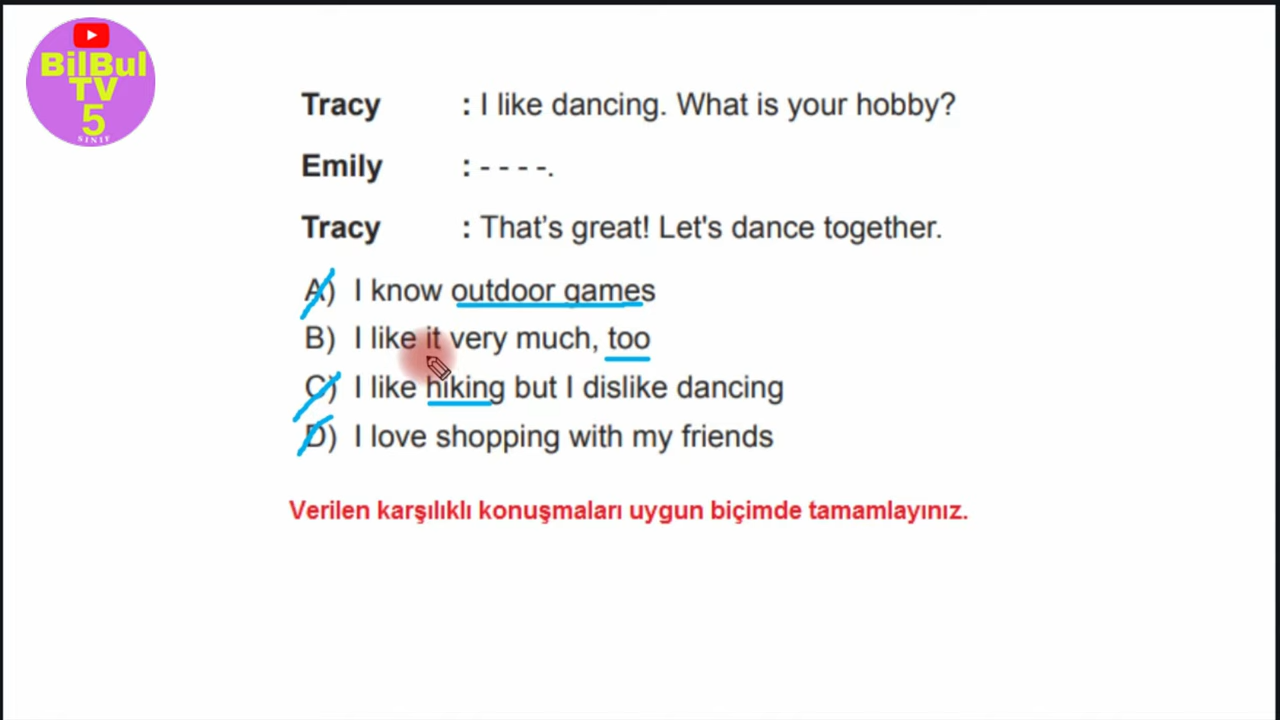 BilBul
TV
5
SINIF
Tracy : I like dancing. What is your hobby?
Emily : - - - -.
Tracy : That's great! Let's dance together.
A) I know outdoor games
B) I like it very much, too
C) I like hiking but I dislike dancing
D) I love shopping with my friends
Verilen karşılıklı konuşmaları uygun biçimde tamamlayınız.